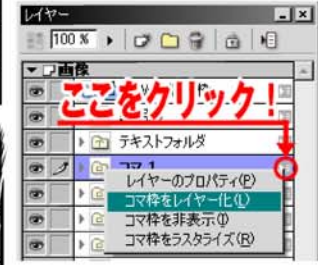 レイヤー
100 %
画像
ここをクリック！
テキストフォルダ
コマ 1
レイヤーのプロパティ(P)
コマ枠をレイヤー化(L)
コマ枠を非表示(I)
コマ枠をラスタライズ(R)